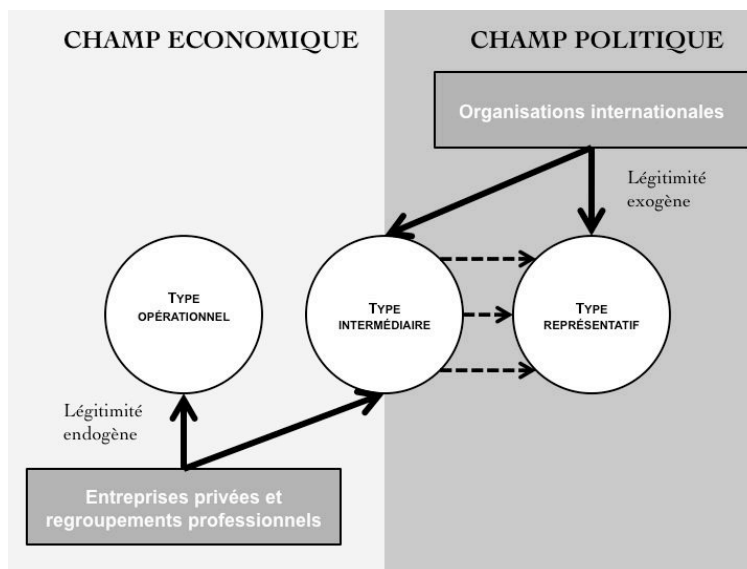 CHAMP ECONOMIQUE
CHAMP POLITIQUE
Organisations internationales
Légitimité
exogène
TYPE
OPÉRATIONNEL
TYPE
INTERMÉDIAIRE
TYPE
REPRÉSENTATIF
Légitimité
endogène
Entreprises privées et
regroupements professionnels